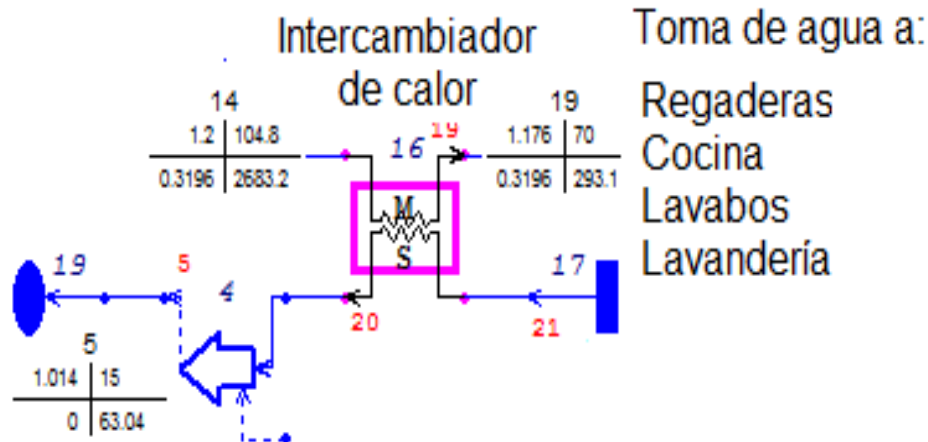 Intercambiador
de calor
Toma de agua a:
Regaderas
Cocina
Lavabos
Lavandería
14
1.2 104.8
0.3196 2683.2
16
19
19
1.176 70
0.3196 293.1
M
S
19
5
4
20
17
21
5
1.014 15
0 63.04